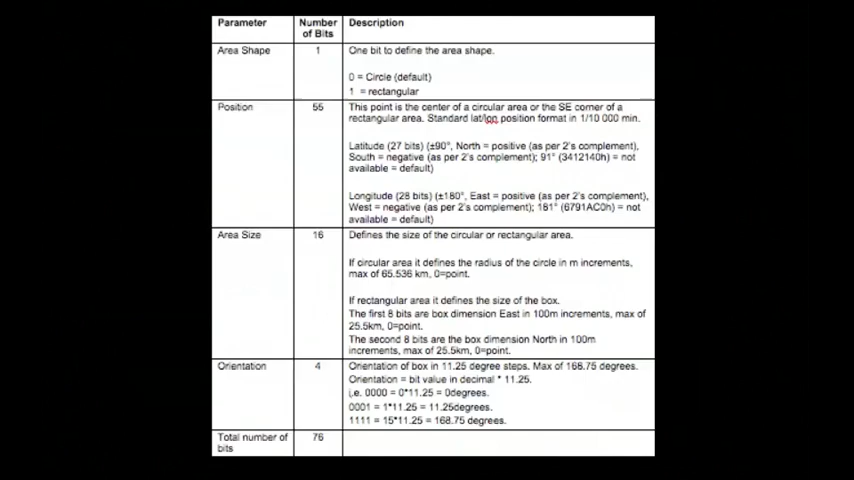 Parameter Number of Bits Description
Area Shape 1 One bit to define the area shape.
0 = Circle (default)
1 = rectangular
Position 55 This point is the center of a circular area or the SE corner of a
rectangular area. Standard lat/lon position format in 1/10 000 min.
Latitude (27 bits) (±90°, North = positive (as per 2's complement),
South = negative (as per 2's complement); 91° (3412140h) = not
available = default)
Longitude (28 bits) (±180°, East = positive (as per 2's complement),
West = negative (as per 2's complement); 181° (6791AC0h) = not
available = default)
Area Size 16 Defines the size of the circular or rectangular area.
If circular area it defines the radius of the circle in m increments,
max of 65.536 km, 0=point.
If rectangular area it defines the size of the box.
The first 8 bits are box dimension East in 100m increments, max of
25.5km, 0=point.
The second 8 bits are the box dimension North in 100m
increments, max of 25.5km, 0=point.
Orientation 4 Orientation of box in 11.25 degree steps. Max of 168.75 degrees.
Orientation = bit value in decimal * 11.25.
i.e. 0000 = 0*11.25 = 0degrees.
0001 = 1*11.25 = 11.25degrees.
1111 = 15*11.25 = 168.75 degrees.
Total number of bits 76